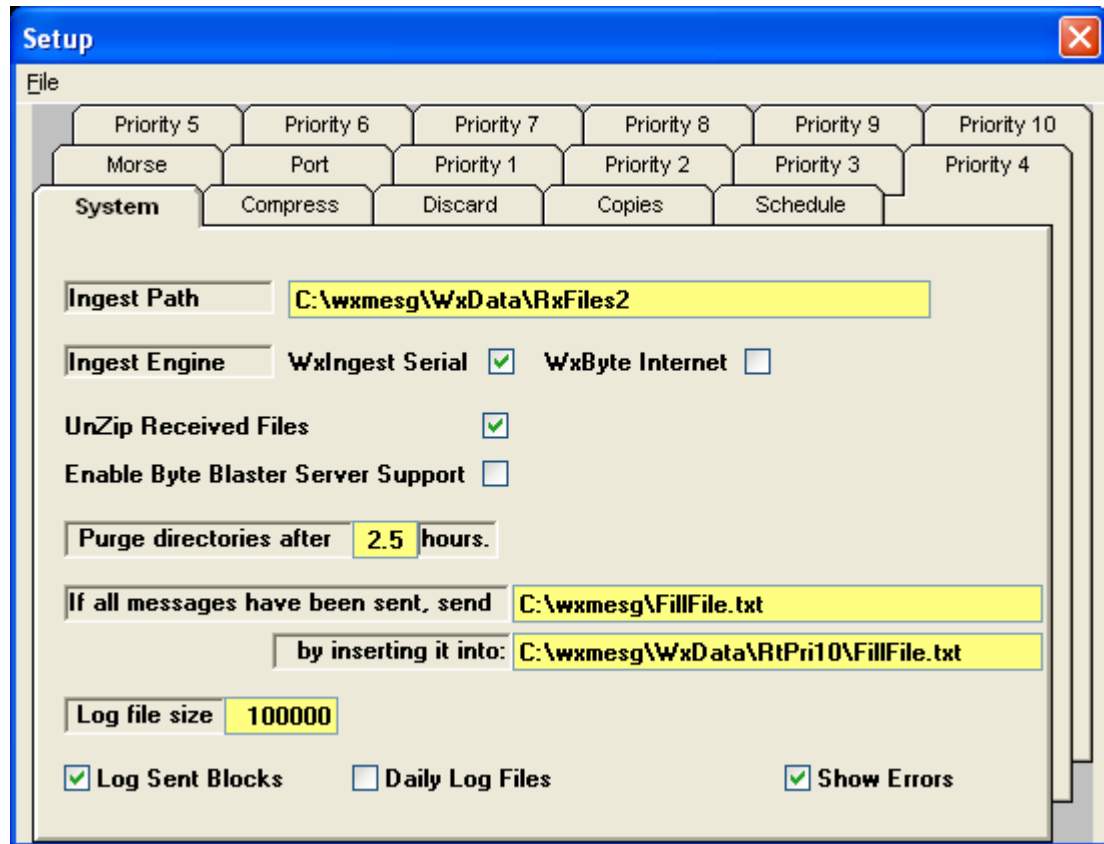 Setup
File
Priority 5 Priority 6 Priority 7 Priority 8 Priority 9 Priority 10
Morse Port Priority 1 Priority 2 Priority 3 Priority 4
System Compress Discard Copies Schedule
Ingest Path C:\wxmesg\WxData\RxFiles2
Ingest Engine WxIngest Serial WxByte Internet
UnZip Received Files
Enable Byte Blaster Server Support
Purge directories after 2.5 hours.
If all messages have been sent, send C:\wxmesg\FillFile.txt
by inserting it into: C:\wxmesg\WxData\RtPri10\FillFile.txt
Log file size 100000
Log Sent Blocks Daily Log Files Show Errors